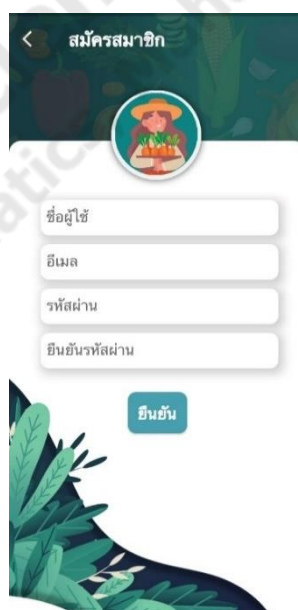 สมัครสมาชิก
ชื่อผู้ใช้
อีเมล
รหัสผ่าน
ยืนยันรหัสผ่าน
ยืนยัน